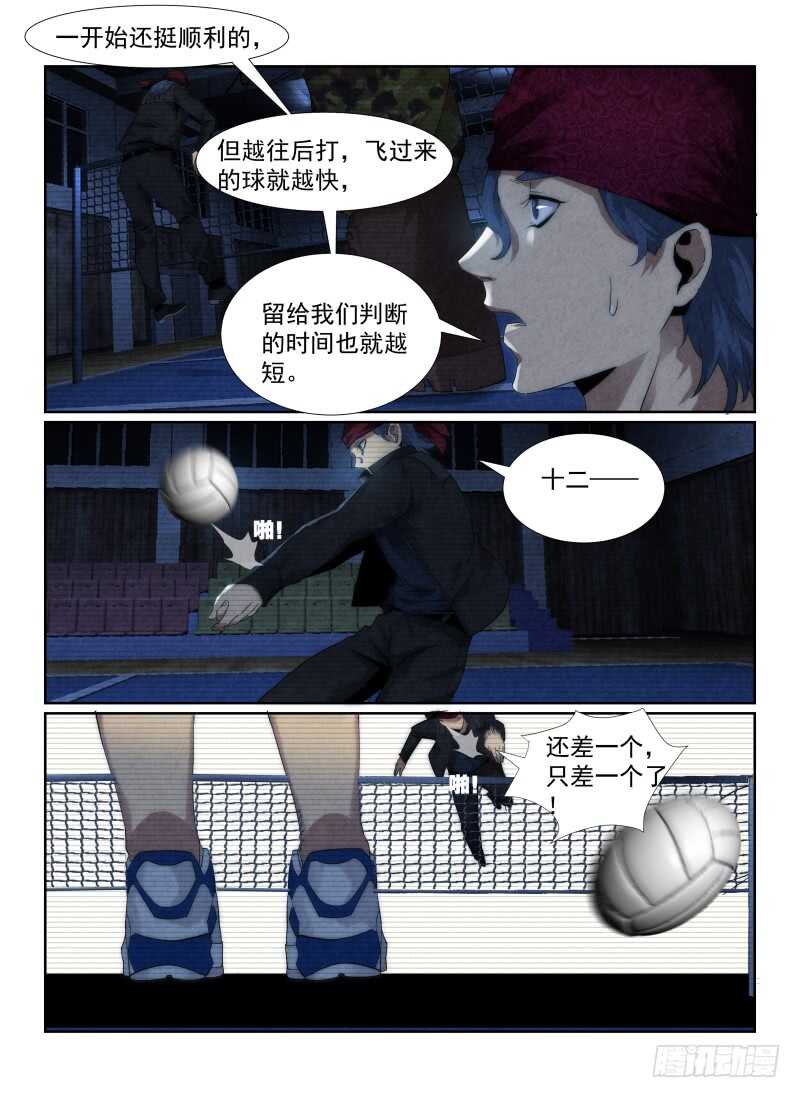 一开始还挺顺利的，
但越往后打，飞过来
的球就越快，
留给我们判断
的时间也就越
短。
十二——
啪！
还差一个，
只差一个了
！
啪！
腾讯动漫